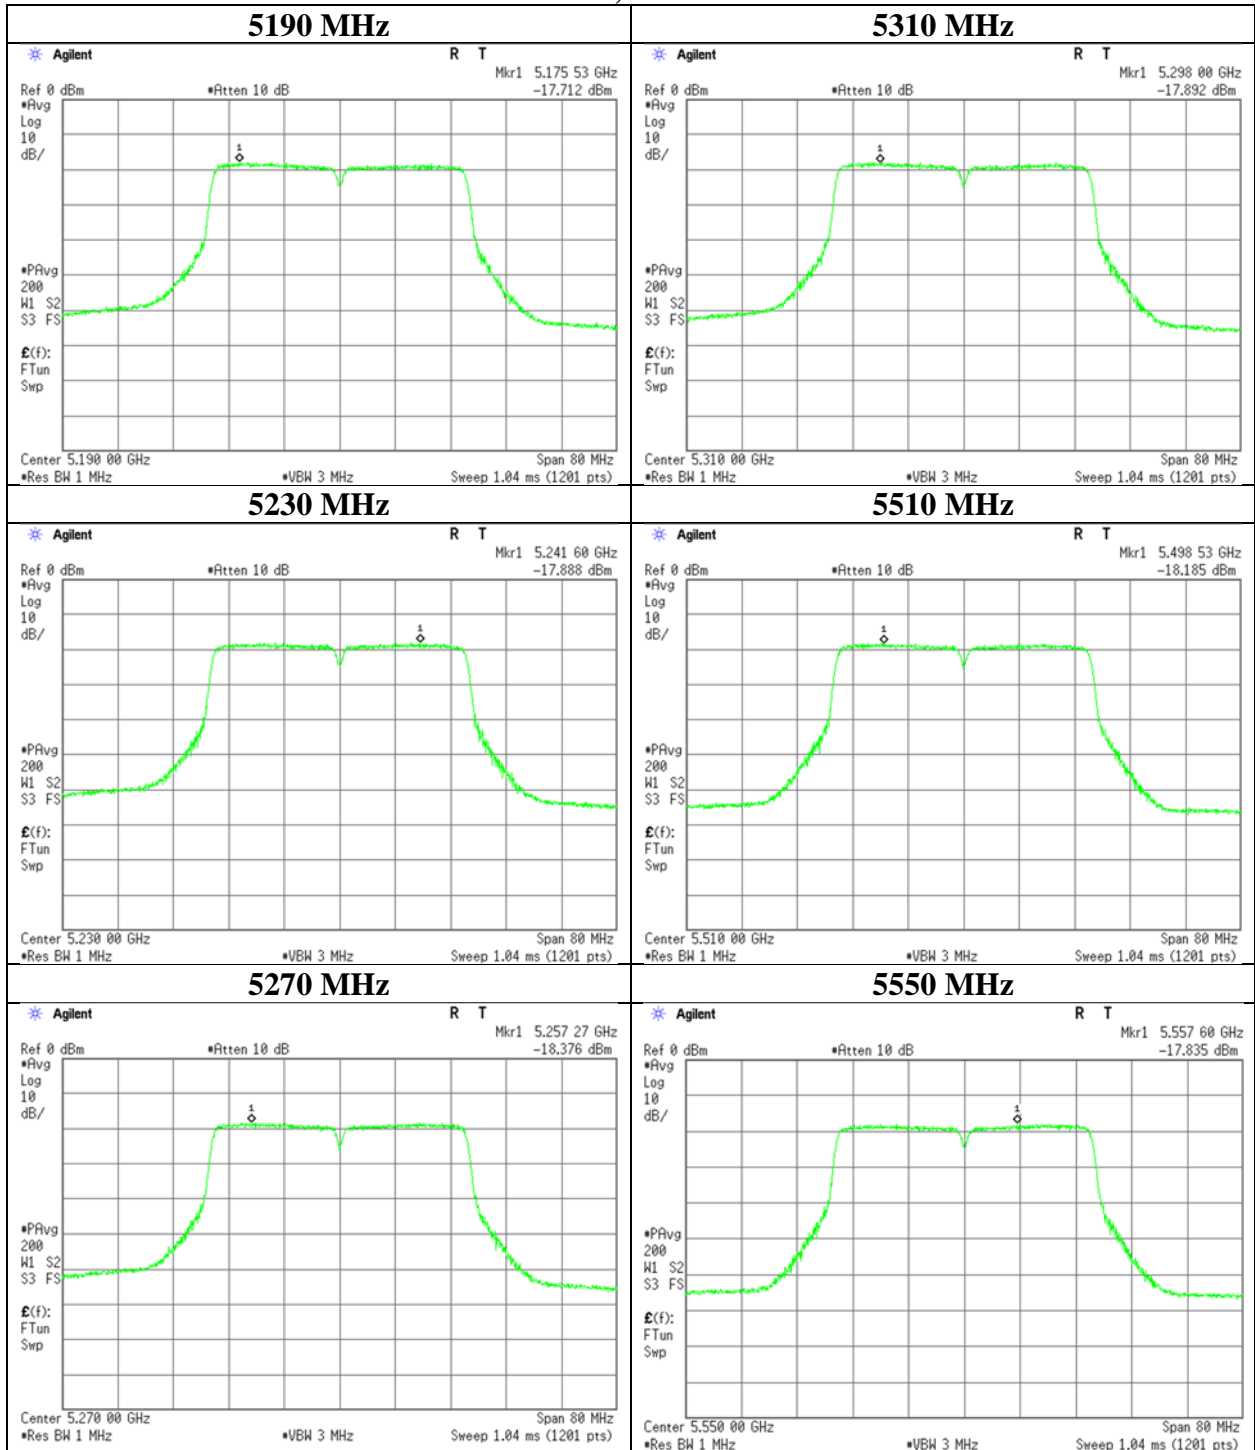 5190 MHz
Agilent R T
Mkr1 5.175 53 GHz
Ref 0 dBm #Atten 10 dB -17.712 dBm
#Avg
Log
10
dB/
1
#PAvg
200
W1 S2
S3 FS
£(f):
FTun
Swp
Center 5.190 00 GHz Span 80 MHz
#Res BW 1 MHz #VBW 3 MHz Sweep 1.04 ms (1201 pts)
5310 MHz
Agilent R T
Mkr1 5.298 00 GHz
Ref 0 dBm #Atten 10 dB -17.892 dBm
#Avg
Log
10
dB/
1
#PAvg
200
W1 S2
S3 FS
£(f):
FTun
Swp
Center 5.310 00 GHz Span 80 MHz
#Res BW 1 MHz #VBW 3 MHz Sweep 1.04 ms (1201 pts)
5230 MHz
Agilent R T
Mkr1 5.241 60 GHz
Ref 0 dBm #Atten 10 dB -17.888 dBm
#Avg
Log
10
dB/
1
#PAvg
200
W1 S2
S3 FS
£(f):
FTun
Swp
Center 5.230 00 GHz Span 80 MHz
#Res BW 1 MHz #VBW 3 MHz Sweep 1.04 ms (1201 pts)
5510 MHz
Agilent R T
Mkr1 5.498 53 GHz
Ref 0 dBm #Atten 10 dB -18.185 dBm
#Avg
Log
10
dB/
1
#PAvg
200
W1 S2
S3 FS
£(f):
FTun
Swp
Center 5.510 00 GHz Span 80 MHz
#Res BW 1 MHz #VBW 3 MHz Sweep 1.04 ms (1201 pts)
5270 MHz
Agilent R T
Mkr1 5.257 27 GHz
Ref 0 dBm #Atten 10 dB -18.376 dBm
#Avg
Log
10
dB/
1
#PAvg
200
W1 S2
S3 FS
£(f):
FTun
Swp
Center 5.270 00 GHz Span 80 MHz
#Res BW 1 MHz #VBW 3 MHz Sweep 1.04 ms (1201 pts)
5550 MHz
Agilent R T
Mkr1 5.557 60 GHz
Ref 0 dBm #Atten 10 dB -17.835 dBm
#Avg
Log
10
dB/
1
#PAvg
200
W1 S2
S3 FS
£(f):
FTun
Swp
Center 5.550 00 GHz Span 80 MHz
#Res BW 1 MHz #VBW 3 MHz Sweep 1.04 ms (1201 pts)